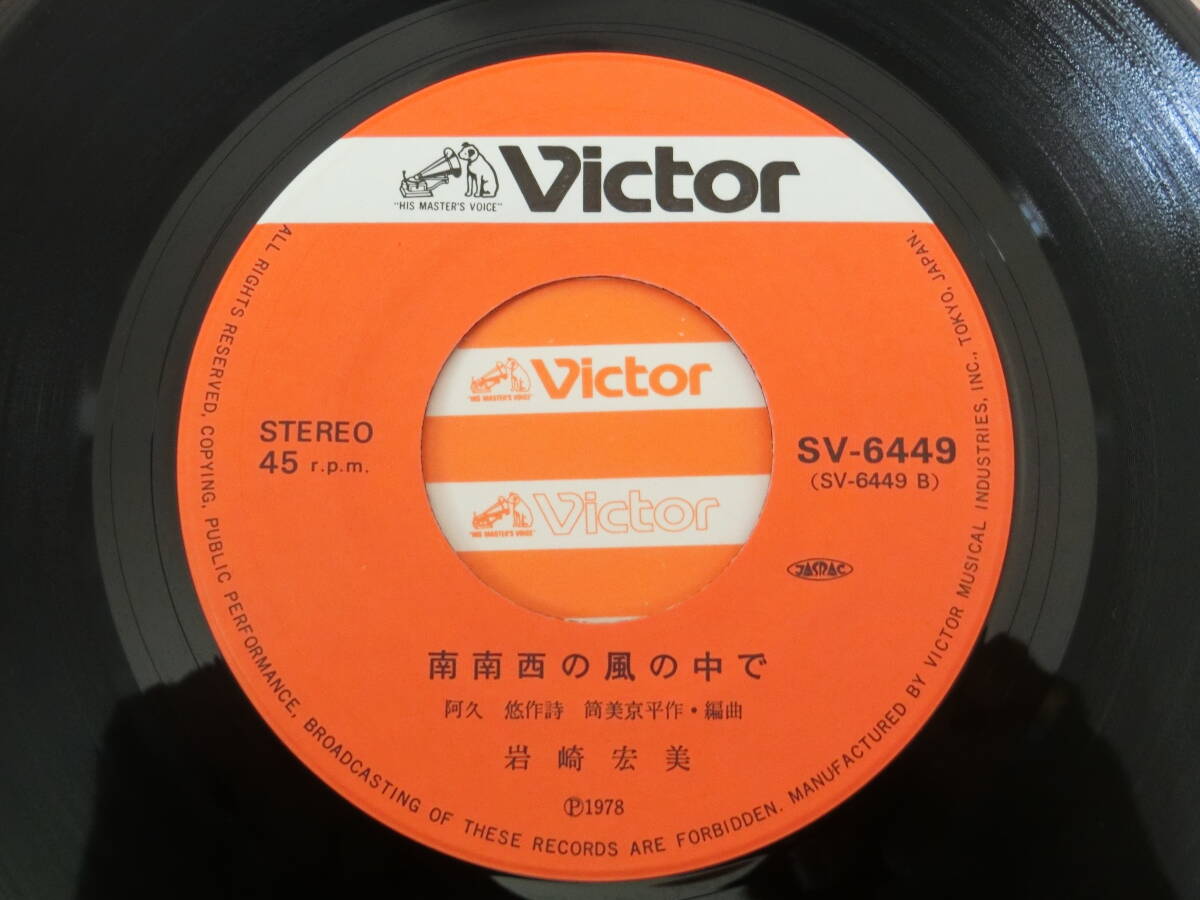 "HIS MASTER'S VOICE" Victor
"HIS MASTER'S VOICE" Victor
"HIS MASTER'S VOICE" Victor
STEREO
45 r.p.m.
SV-6449
(SV-6449 B)
JASRAC
南南西の風の中で
阿久 悠作詩 筒美京平作・編曲
岩崎宏美
Ⓟ1978
ALL RIGHTS RESERVED. COPYING, PUBLIC PERFORMANCE, BROADCASTING OF THESE RECORDS ARE FORBIDDEN. MANUFACTURED BY VICTOR MUSICAL INDUSTRIES, INC., TOKYO, JAPAN.